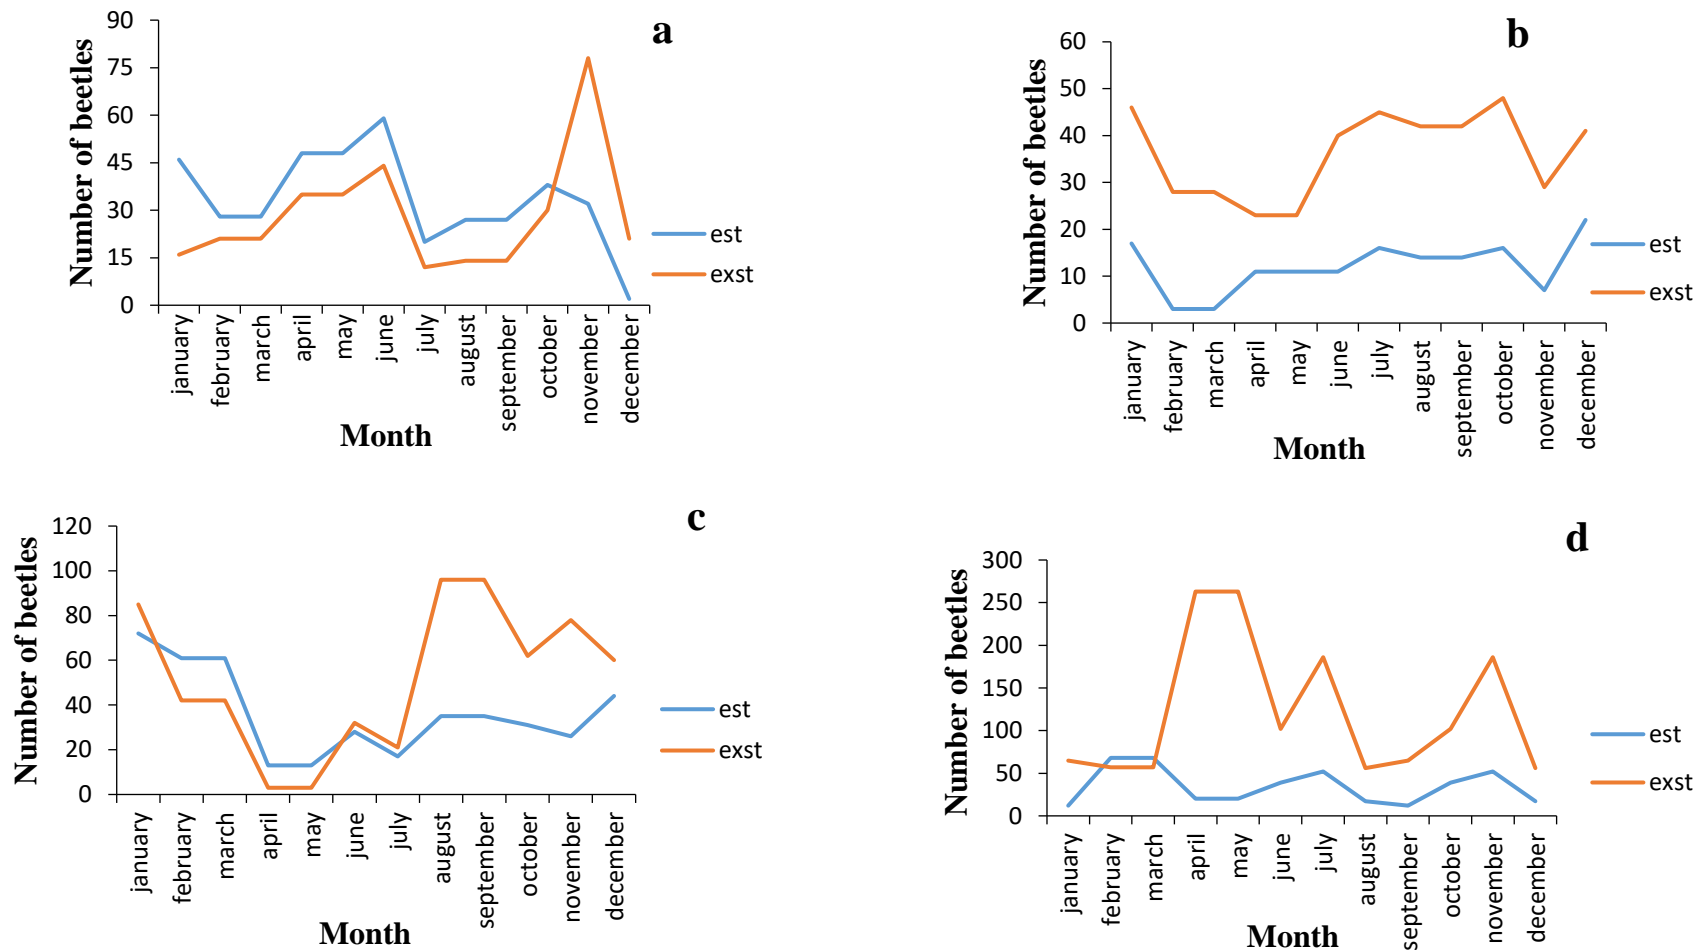 a
Number of beetles
90
75
60
45
30
15
0
january
february
march
april
may
june
july
august
september
october
november
december
Month
est
exst
b
Number of beetles
60
50
40
30
20
10
0
january
february
march
april
may
june
july
august
september
october
november
december
Month
est
exst
c
Number of beetles
120
100
80
60
40
20
0
january
february
march
april
may
june
july
august
september
october
november
december
Month
est
exst
d
Number of beetles
300
250
200
150
100
50
0
january
february
march
april
may
june
july
august
september
october
november
december
Month
est
exst